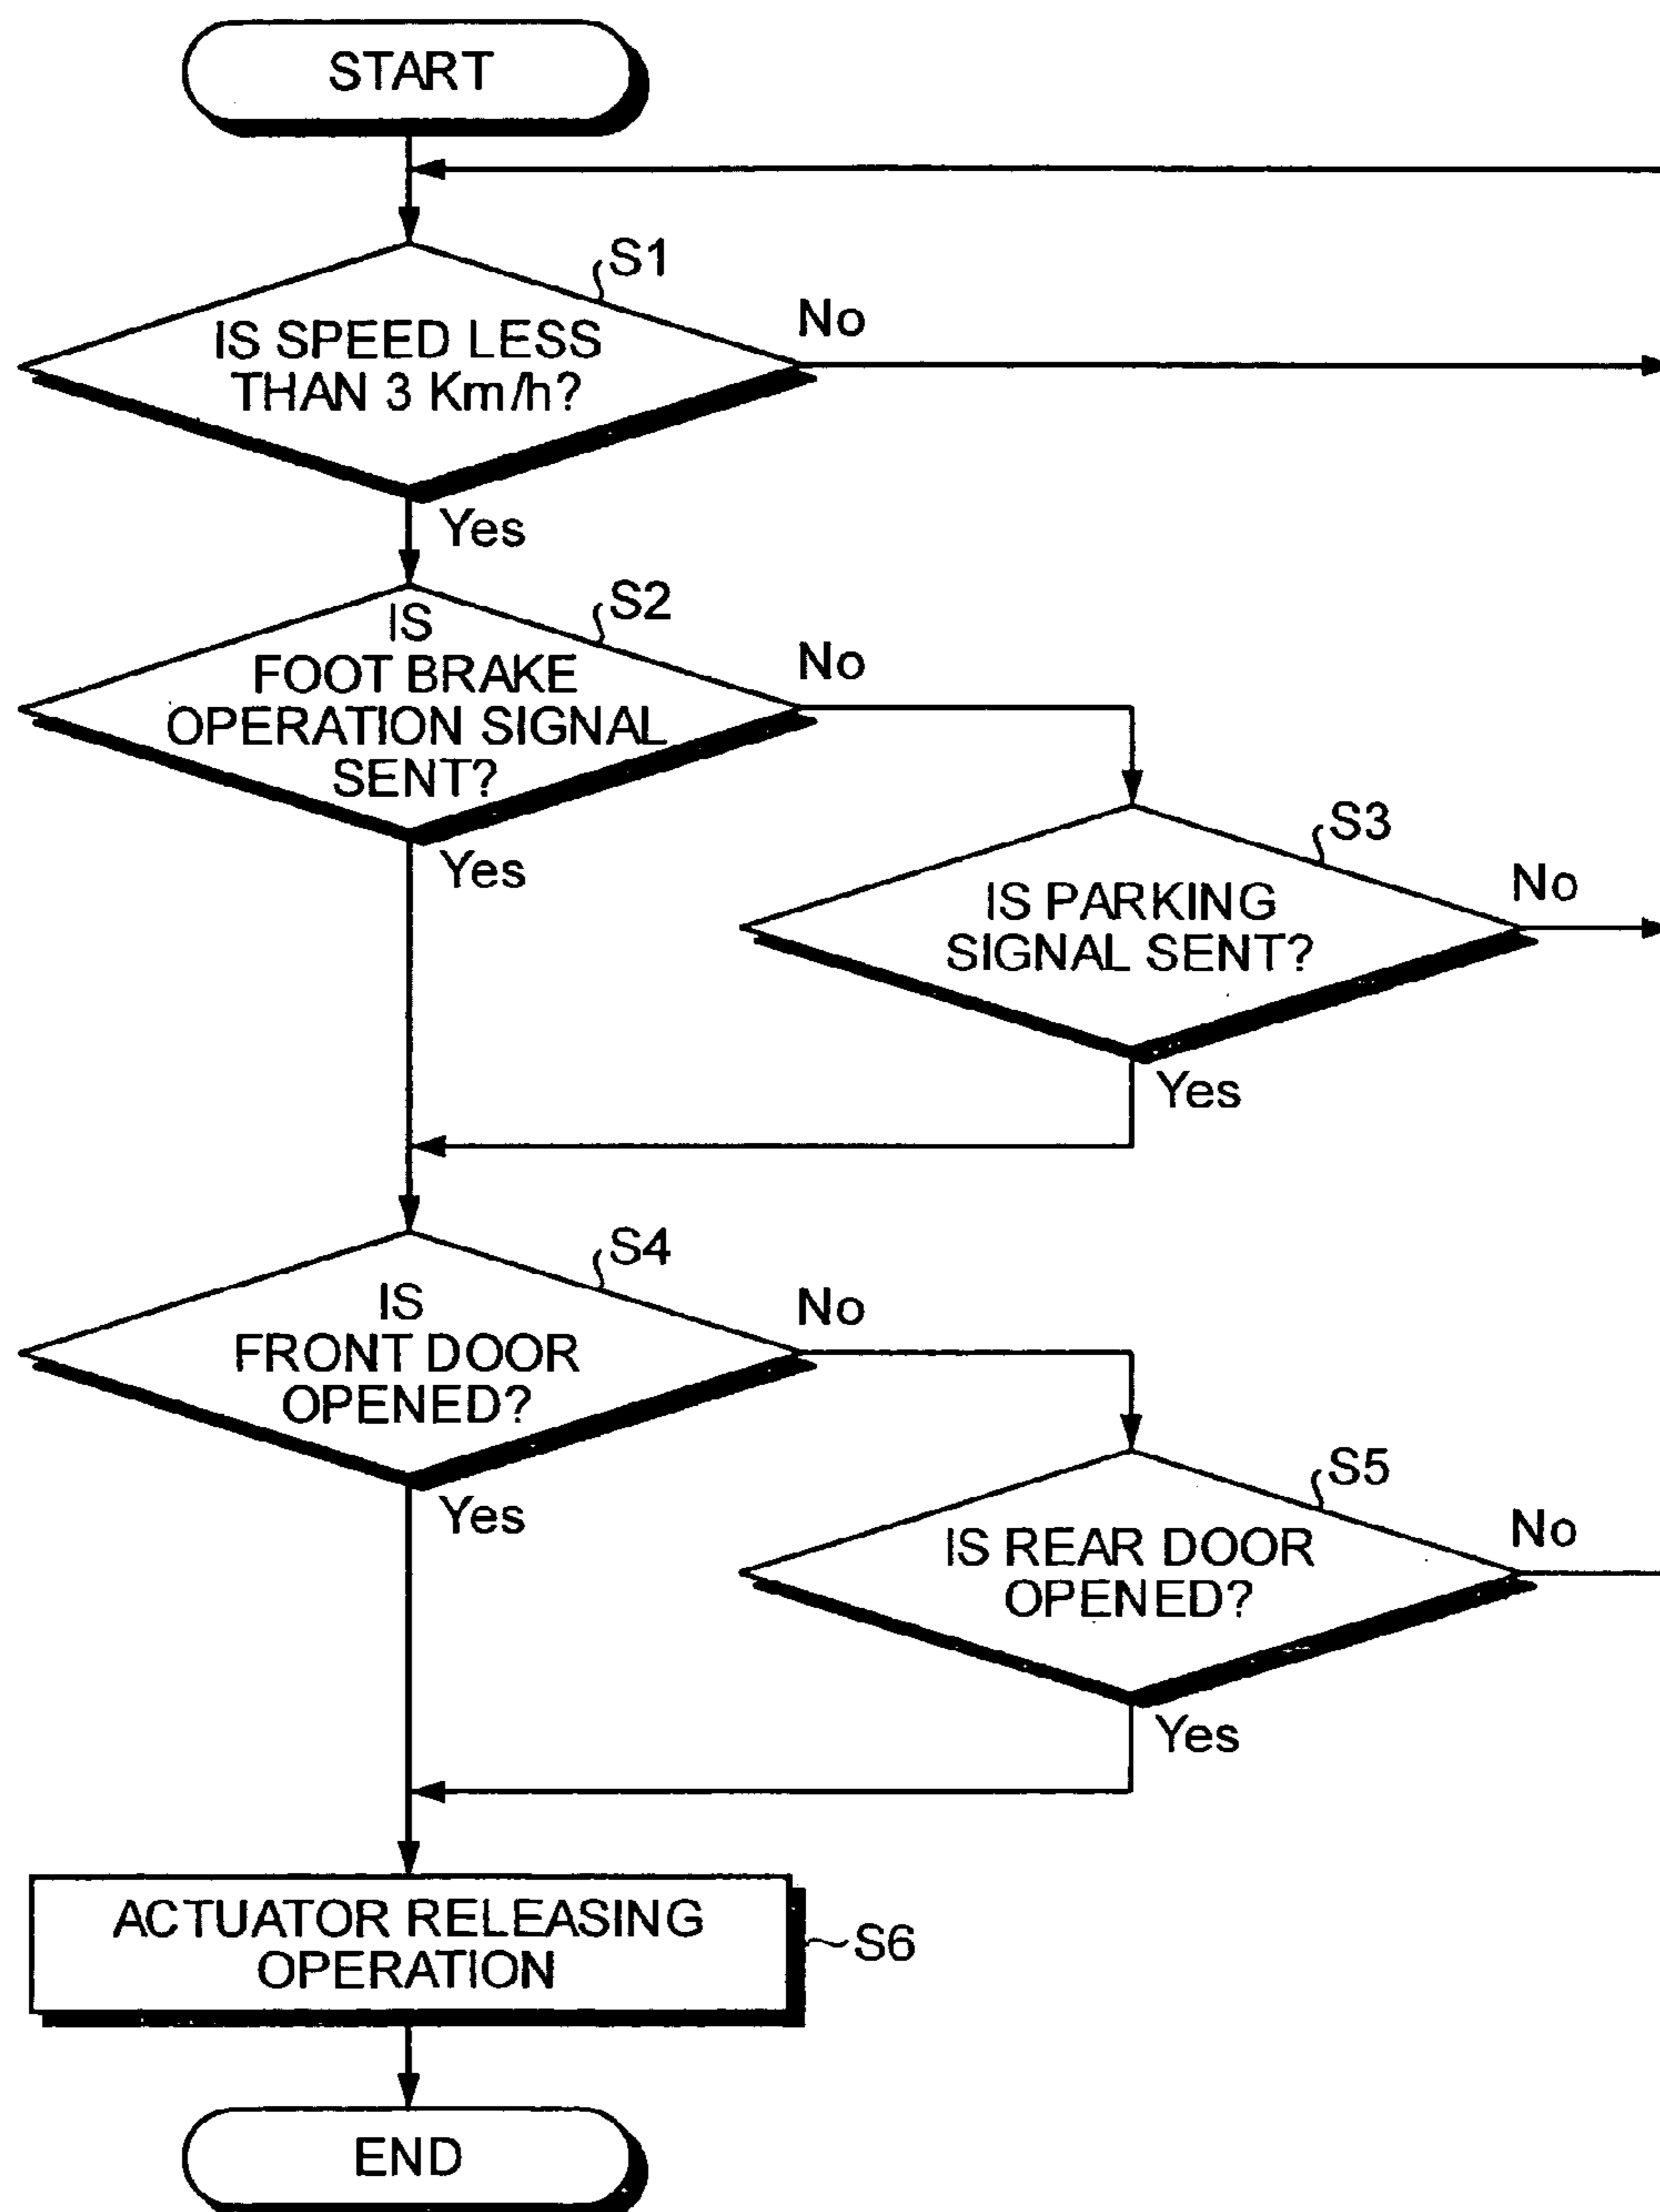 START
S1
IS SPEED LESS
THAN 3 Km/h?
No
Yes
S2
IS
FOOT BRAKE
OPERATION SIGNAL
SENT?
No
Yes
S3
IS PARKING
SIGNAL SENT?
No
Yes
S4
IS
FRONT DOOR
OPENED?
No
Yes
S5
IS REAR DOOR
OPENED?
No
Yes
ACTUATOR RELEASING
OPERATION
S6
END